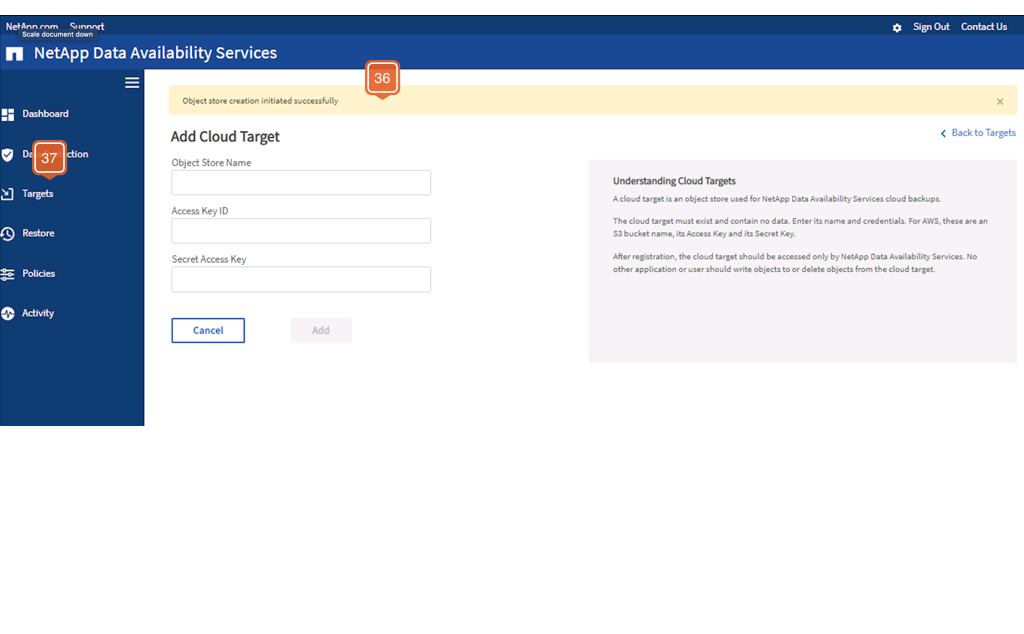 NetApp.com Support Sign Out Contact Us
Scale document down
NetApp Data Availability Services
36
Object store creation initiated successfully
Dashboard
Add Cloud Target
Back to Targets
37
Object Store Name
Understanding Cloud Targets
A cloud target is an object store used for NetApp Data Availability Services cloud backups.
Targets
Access Key ID
The cloud target must exist and contain no data. Enter its name and credentials. For AWS, these are an
S3 bucket name, its Access Key and its Secret Key.
Restore
Secret Access Key
After registration, the cloud target should be accessed only by NetApp Data Availability Services. No
other application or user should write objects to or delete objects from the cloud target.
Policies
Activity
Cancel
Add